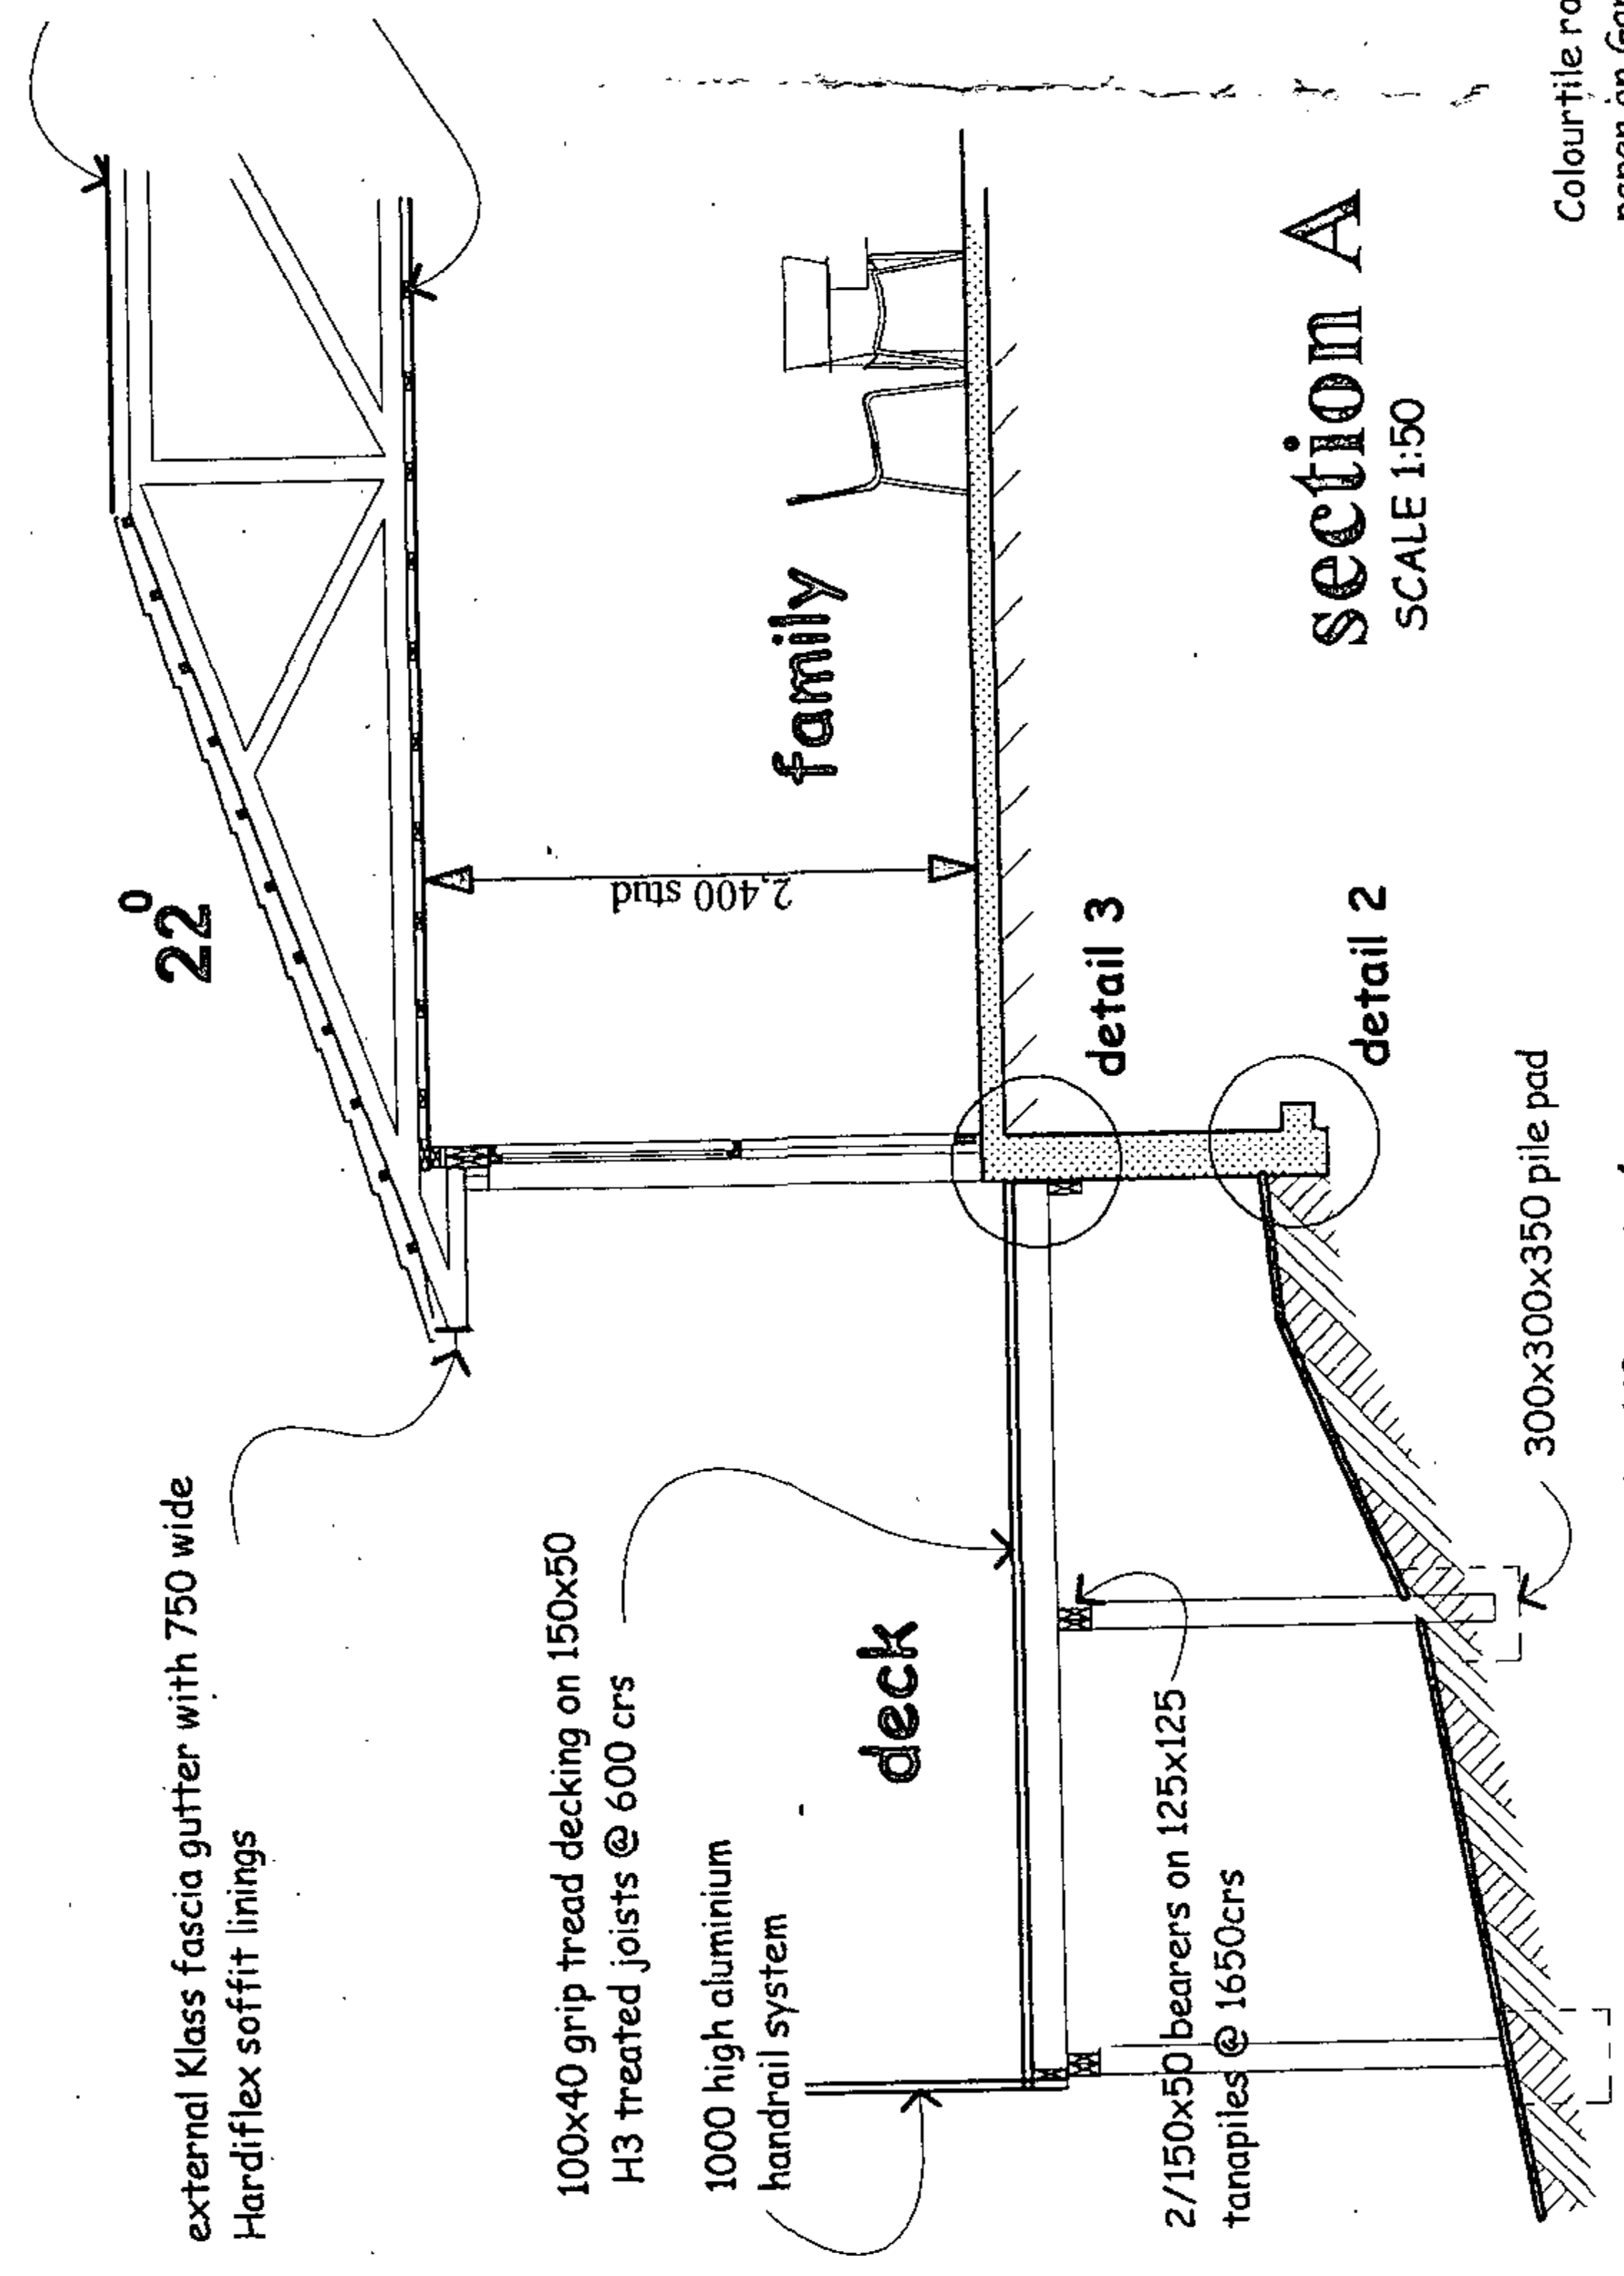 22°
external Klass fascia gutter with 750 wide
Hardiflex soffit linings
100x40 grip tread decking on 150x50
H3 treated joists @ 600 crs
1000 high aluminium
handrail system
2,400 stud
family
deck
detail 3
detail 2
2/150x50 bearers on 125x125
tanapiles @ 1650crs
section A
SCALE 1:50
300x300x350 pile pad
Colourtile